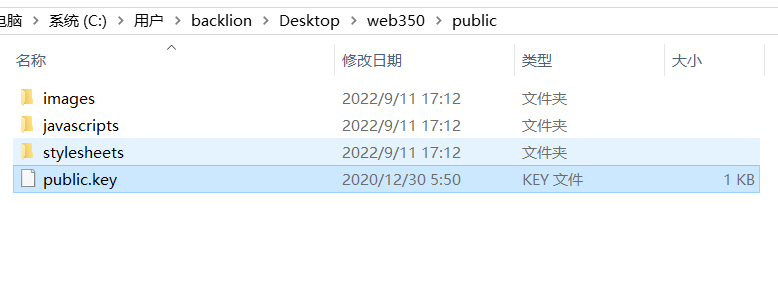 电脑 > 系统 (C:) > 用户 > backlion > Desktop > web350 > public
名称 修改日期 类型 大小
images 2022/9/11 17:12 文件夹
javascripts 2022/9/11 17:12 文件夹
stylesheets 2022/9/11 17:12 文件夹
public.key 2020/12/30 5:50 KEY 文件 1 KB